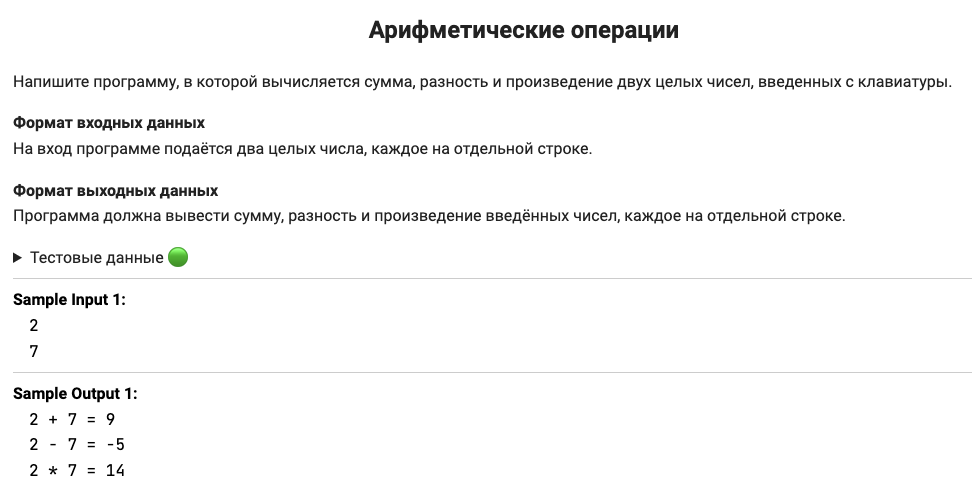 Арифметические операции
Напишите программу, в которой вычисляется сумма, разность и произведение двух целых чисел, введенных с клавиатуры.
Формат входных данных
На вход программе подаётся два целых числа, каждое на отдельной строке.
Формат выходных данных
Программа должна вывести сумму, разность и произведение введённых чисел, каждое на отдельной строке.
Тестовые данные
Sample Input 1:
2
7
Sample Output 1:
2 + 7 = 9
2 - 7 = -5
2 * 7 = 14